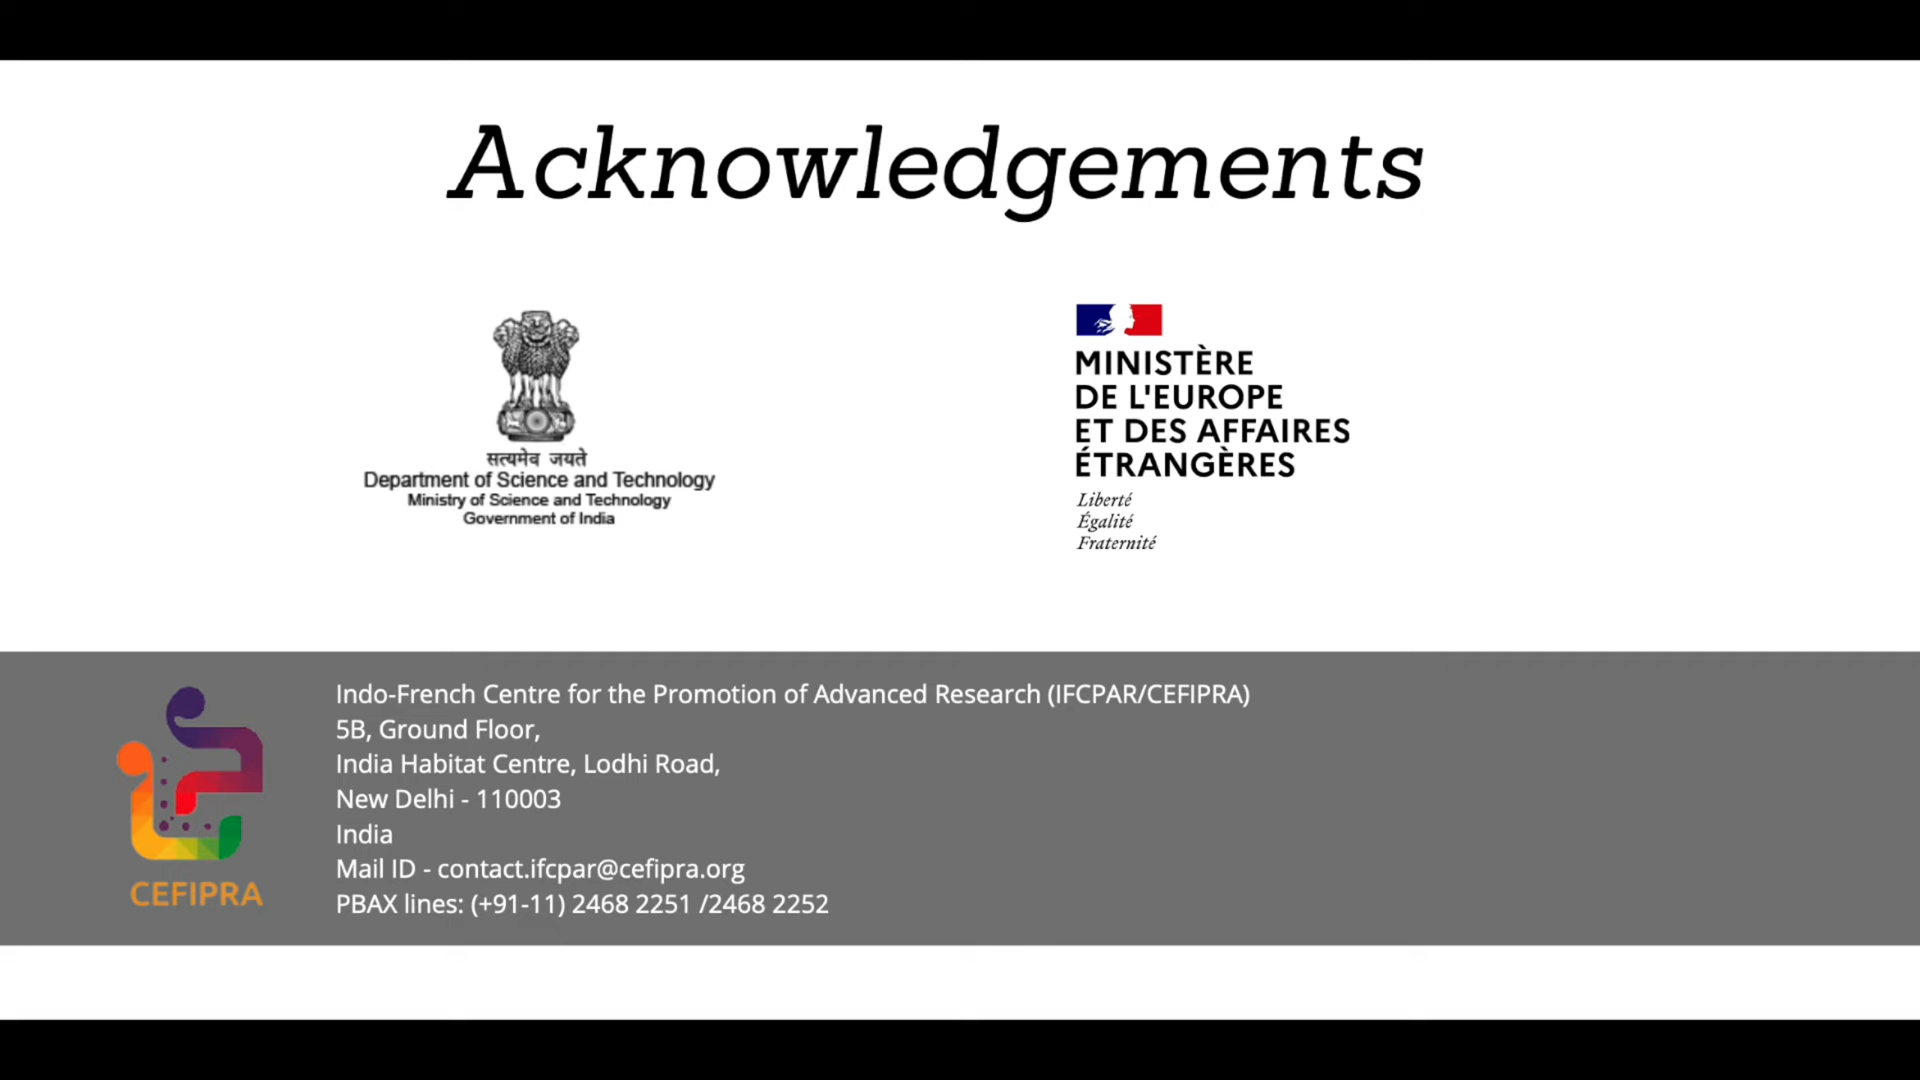 Acknowledgements
सत्यमेव जयते
Department of Science and Technology
Ministry of Science and Technology
Government of India
MINISTÈRE
DE L'EUROPE
ET DES AFFAIRES
ÉTRANGÈRES
Liberté
Égalité
Fraternité
CEFIPRA
Indo-French Centre for the Promotion of Advanced Research (IFCPAR/CEFIPRA)
5B, Ground Floor,
India Habitat Centre, Lodhi Road,
New Delhi - 110003
India
Mail ID - contact.ifcpar@cefipra.org
PBAX lines: (+91-11) 2468 2251 /2468 2252